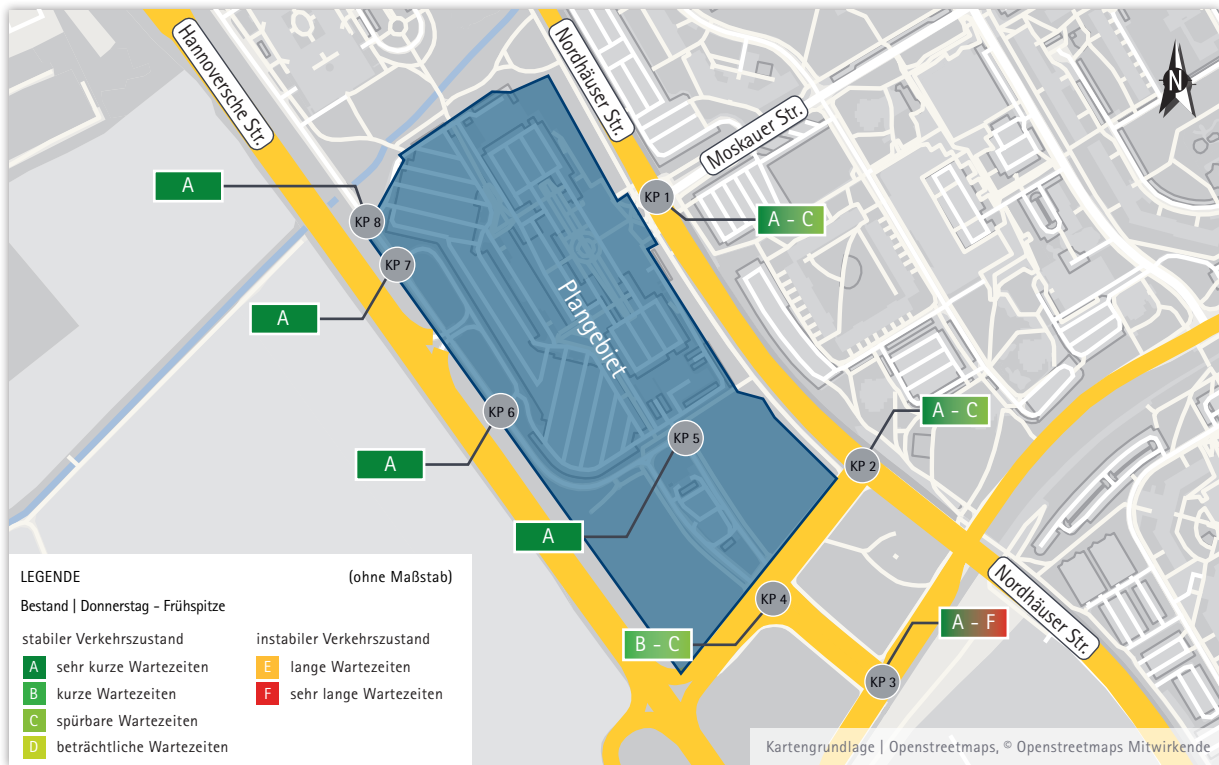 Hannoversche Str.
Nordhäuser Str.
N
Moskauer Str.
A
KP 1
KP 8
A - C
KP 7
Plangebiet
A
KP 6
A - C
KP 5
A
KP 2
A
Nordhäuser Str.
KP 4
A - F
B - C
KP 3
LEGENDE (ohne Maßstab)
Bestand | Donnerstag - Frühspitze
stabiler Verkehrszustand
A sehr kurze Wartezeiten
B kurze Wartezeiten
C spürbare Wartezeiten
D beträchtliche Wartezeiten
instabiler Verkehrszustand
E lange Wartezeiten
F sehr lange Wartezeiten
Kartengrundlage | Openstreetmaps, © Openstreetmaps Mitwirkende